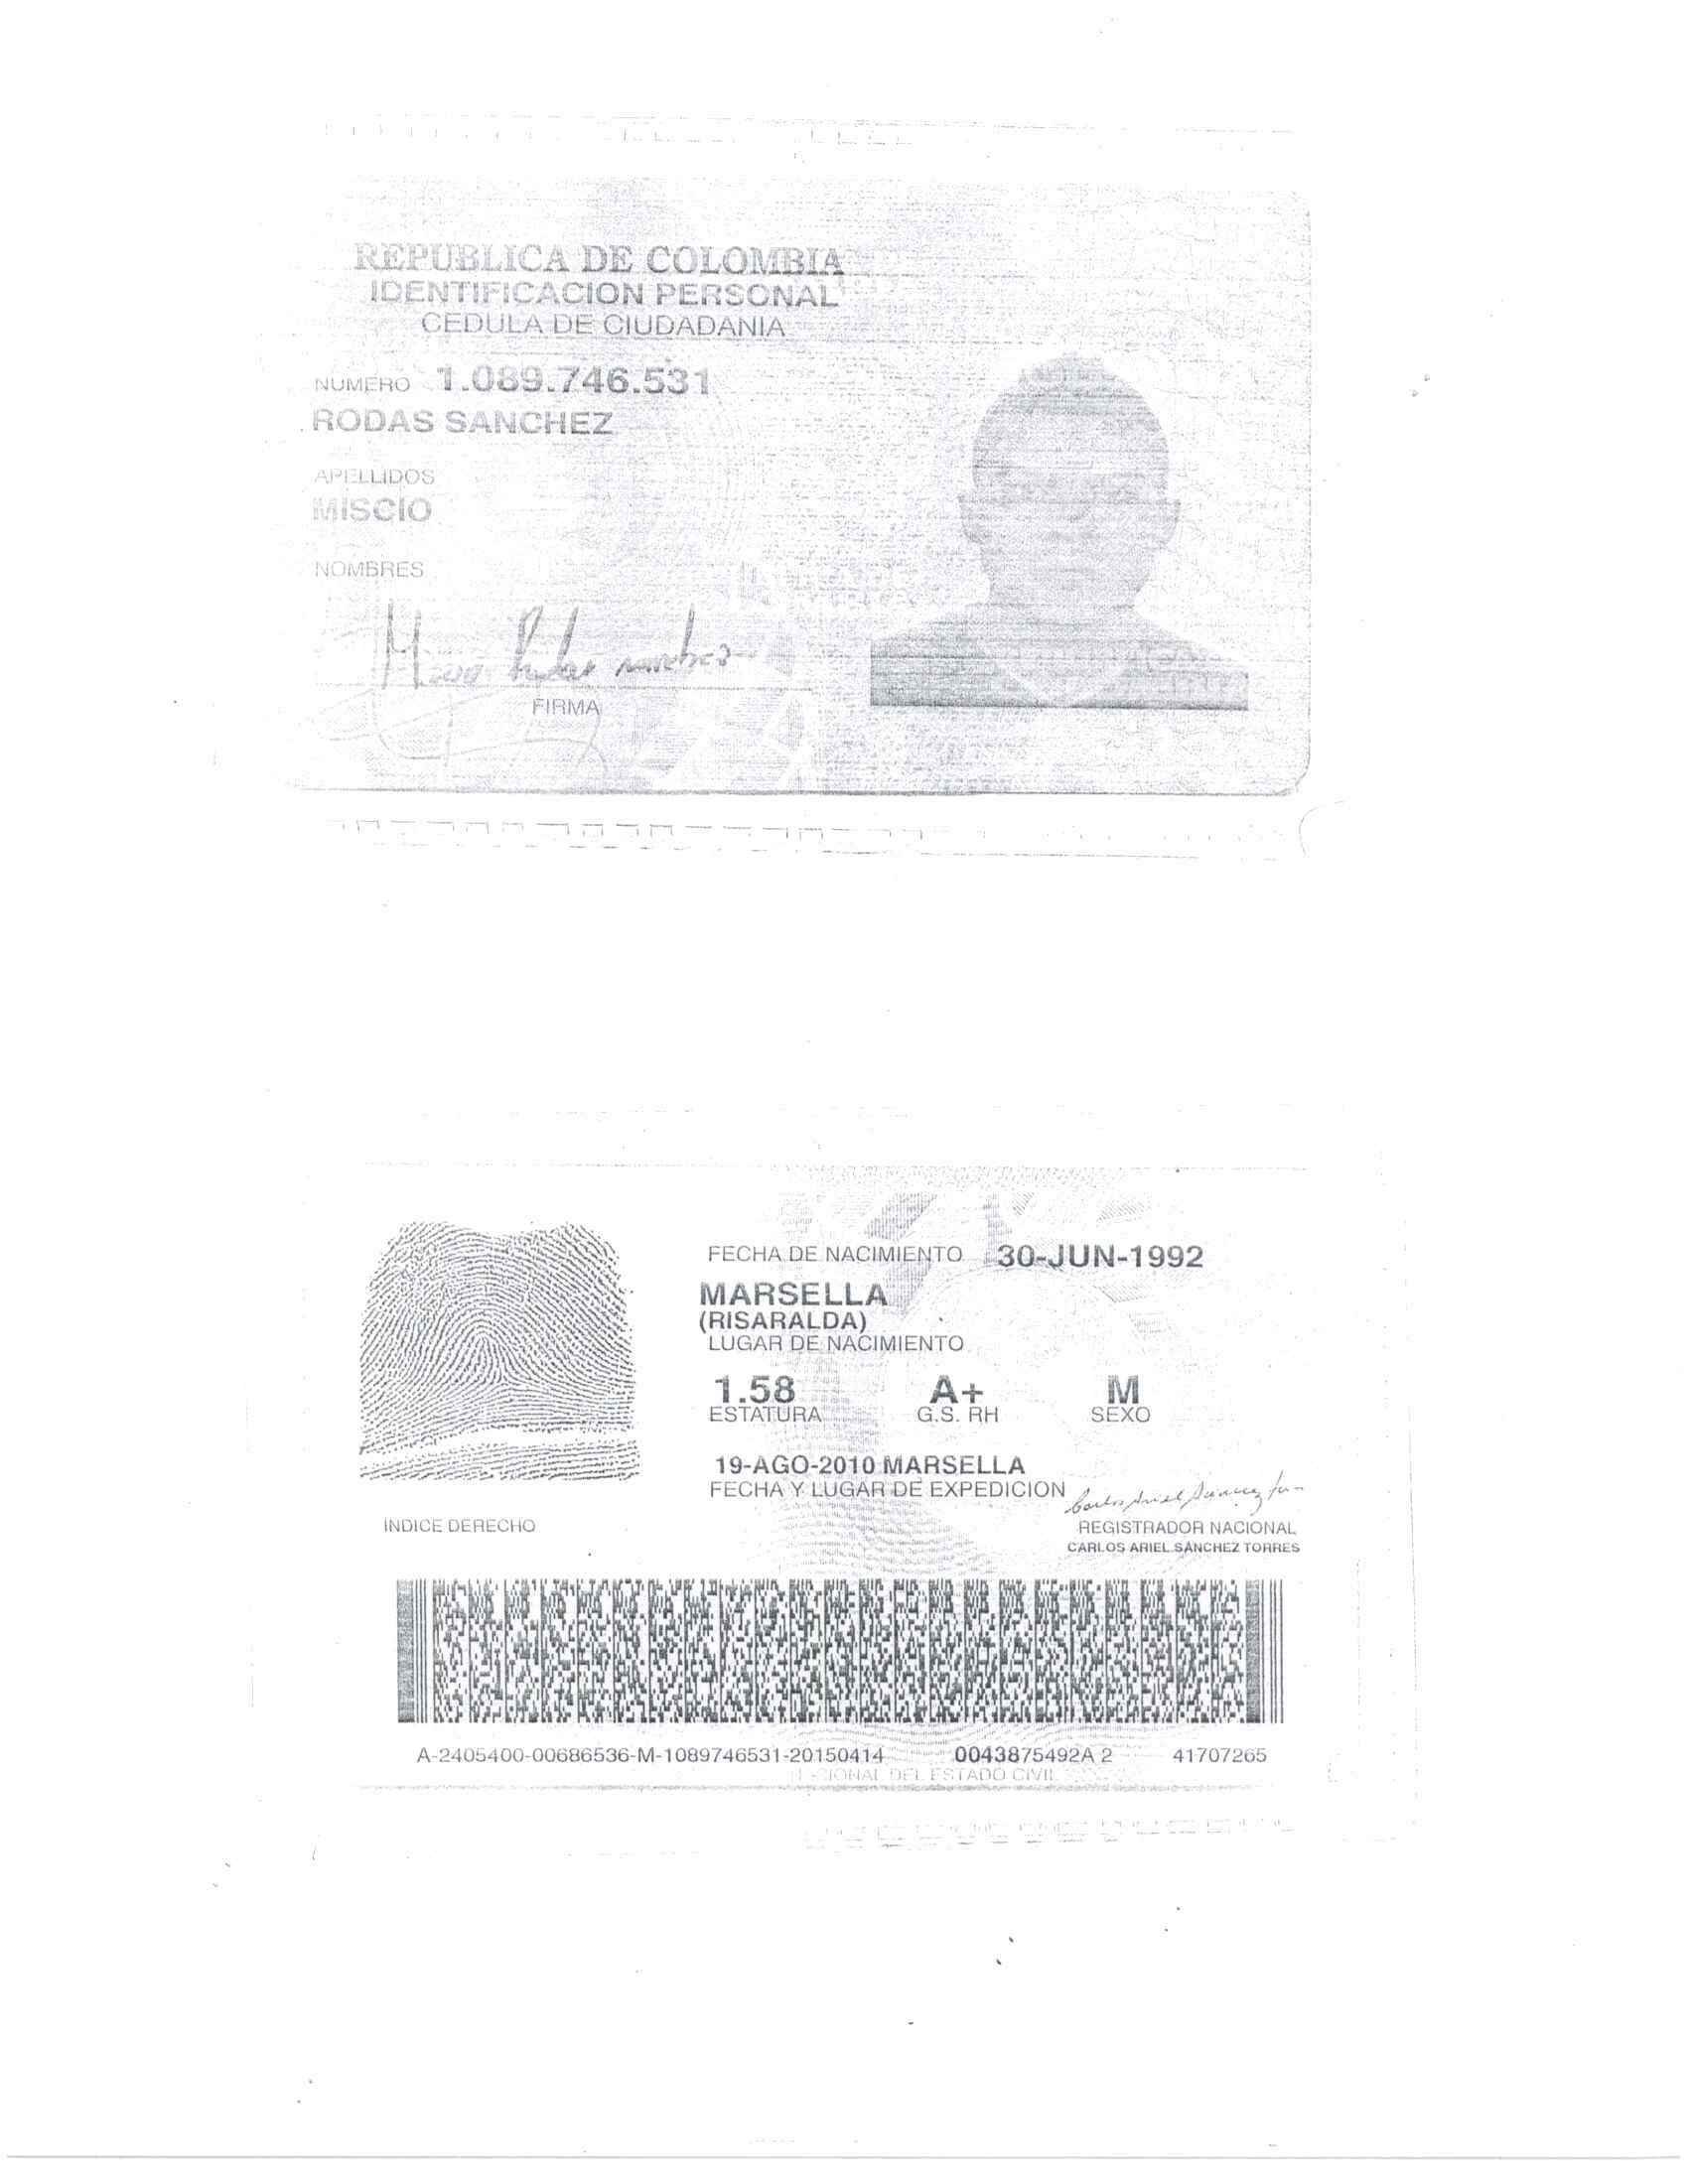 REPUBLICA DE COLOMBIA
IDENTIFICACION PERSONAL
CEDULA DE CIUDADANIA
NUMERO 1.089.746.531
RODAS SANCHEZ
APELLIDOS
MISCIO
NOMBRES
FIRMA
FECHA DE NACIMIENTO 30-JUN-1992
MARSELLA
(RISARALDA)
LUGAR DE NACIMIENTO
1.58 A+ M
ESTATURA G.S. RH SEXO
19-AGO-2010 MARSELLA
FECHA Y LUGAR DE EXPEDICION
INDICE DERECHO
REGISTRADOR NACIONAL
CARLOS ARIEL SÁNCHEZ TORRES
A-2405400-00686536-M-1089746531-20150414 0043875492A 2 41707265
DEL ESTADO CIVIL